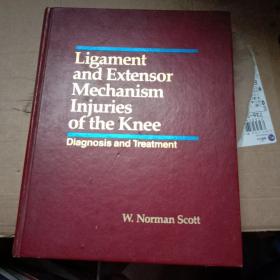 Ligament
and Extensor
Mechanism
Injuries
of the Knee
Diagnosis and Treatment
W. Norman Scott